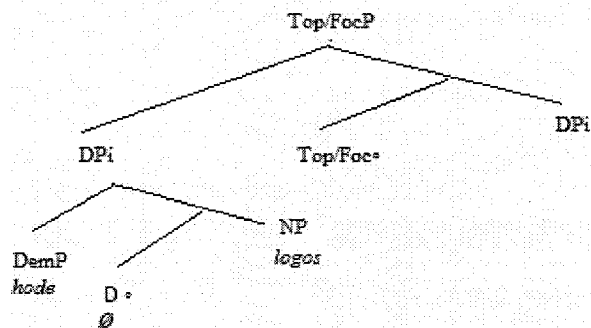 Top/FocP
DPi
Top/Foc°
DPi
DemP
hode
D °
Ø
NP
logos